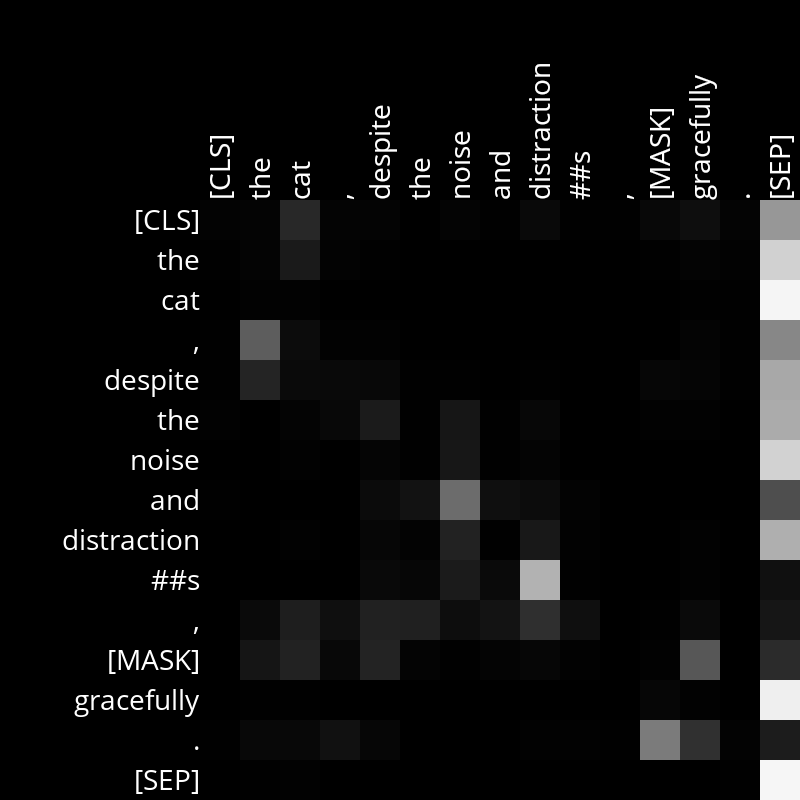 [CLS] the cat , despite the noise and distraction ##s , [MASK] gracefully . [SEP]
[CLS]
the
cat
,
despite
the
noise
and
distraction
##s
,
[MASK]
gracefully
.
[SEP]